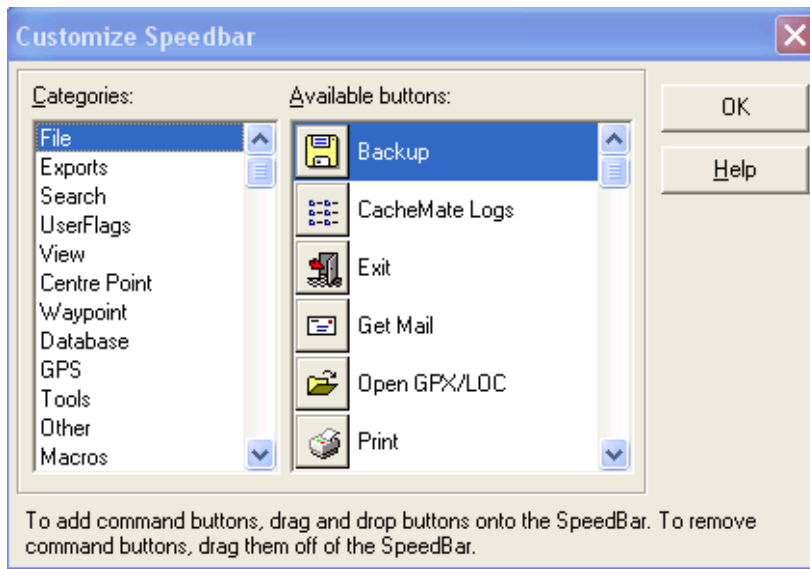 Customize Speedbar
Categories:
File
Exports
Search
UserFlags
View
Centre Point
Waypoint
Database
GPS
Tools
Other
Macros
Available buttons:
Backup
CacheMate Logs
Exit
Get Mail
Open GPX/LOC
Print
OK
Help
To add command buttons, drag and drop buttons onto the SpeedBar. To remove
command buttons, drag them off of the SpeedBar.